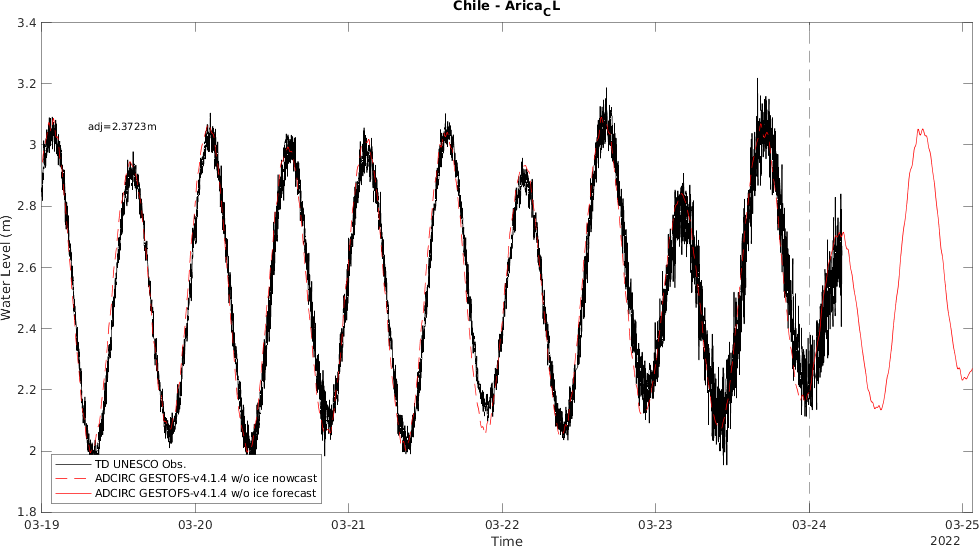 Chile - Arica_CL
adj=2.3723m
Water Level (m)
3.4
3.2
3
2.8
2.6
2.4
2.2
2
1.8
TD UNESCO Obs.
ADCIRC GESTOFS-v4.1.4 w/o ice nowcast
ADCIRC GESTOFS-v4.1.4 w/o ice forecast
03-19 03-20 03-21 03-22 03-23 03-24 03-25
Time
2022